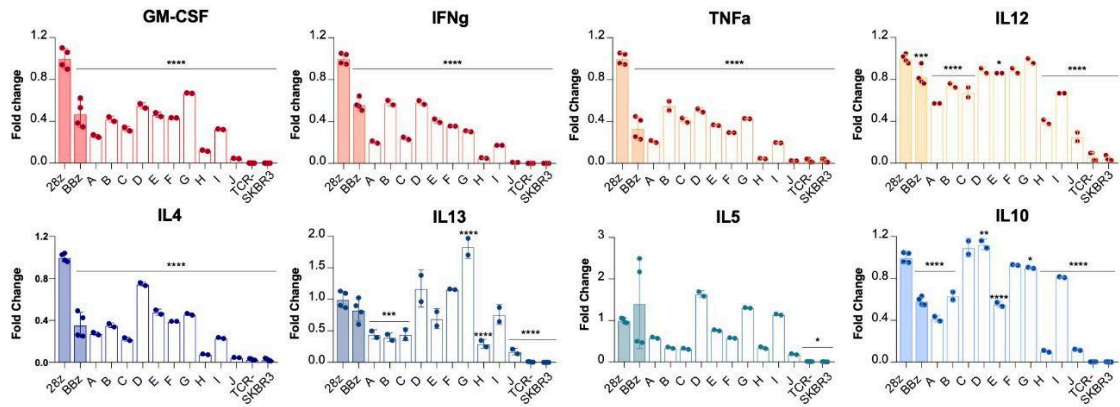 GM-CSF
Fold change
1.2
0.8
0.4
0.0
****
28z BBz A B C D E F G H I J TCR- SKBR3
IFNg
Fold change
1.2
0.8
0.4
0.0
****
28z BBz A B C D E F G H I J TCR- SKBR3
TNFa
Fold change
1.2
0.8
0.4
0.0
****
28z BBz A B C D E F G H I J TCR- SKBR3
IL12
Fold change
1.2
0.8
0.4
0.0
*** **** * ****
28z BBz A B C D E F G H I J TCR- SKBR3
IL4
Fold Change
1.2
0.8
0.4
0.0
****
28z BBz A B C D E F G H I J TCR- SKBR3
IL13
Fold Change
2.0
1.5
1.0
0.5
0.0
*** **** **** ****
28z BBz A B C D E F G H I J TCR- SKBR3
IL5
Fold Change
3
2
1
0
*
28z BBz A B C D E F G H I J TCR- SKBR3
IL10
Fold Change
1.2
0.8
0.4
0.0
**** ** **** * ****
28z BBz A B C D E F G H I J TCR- SKBR3